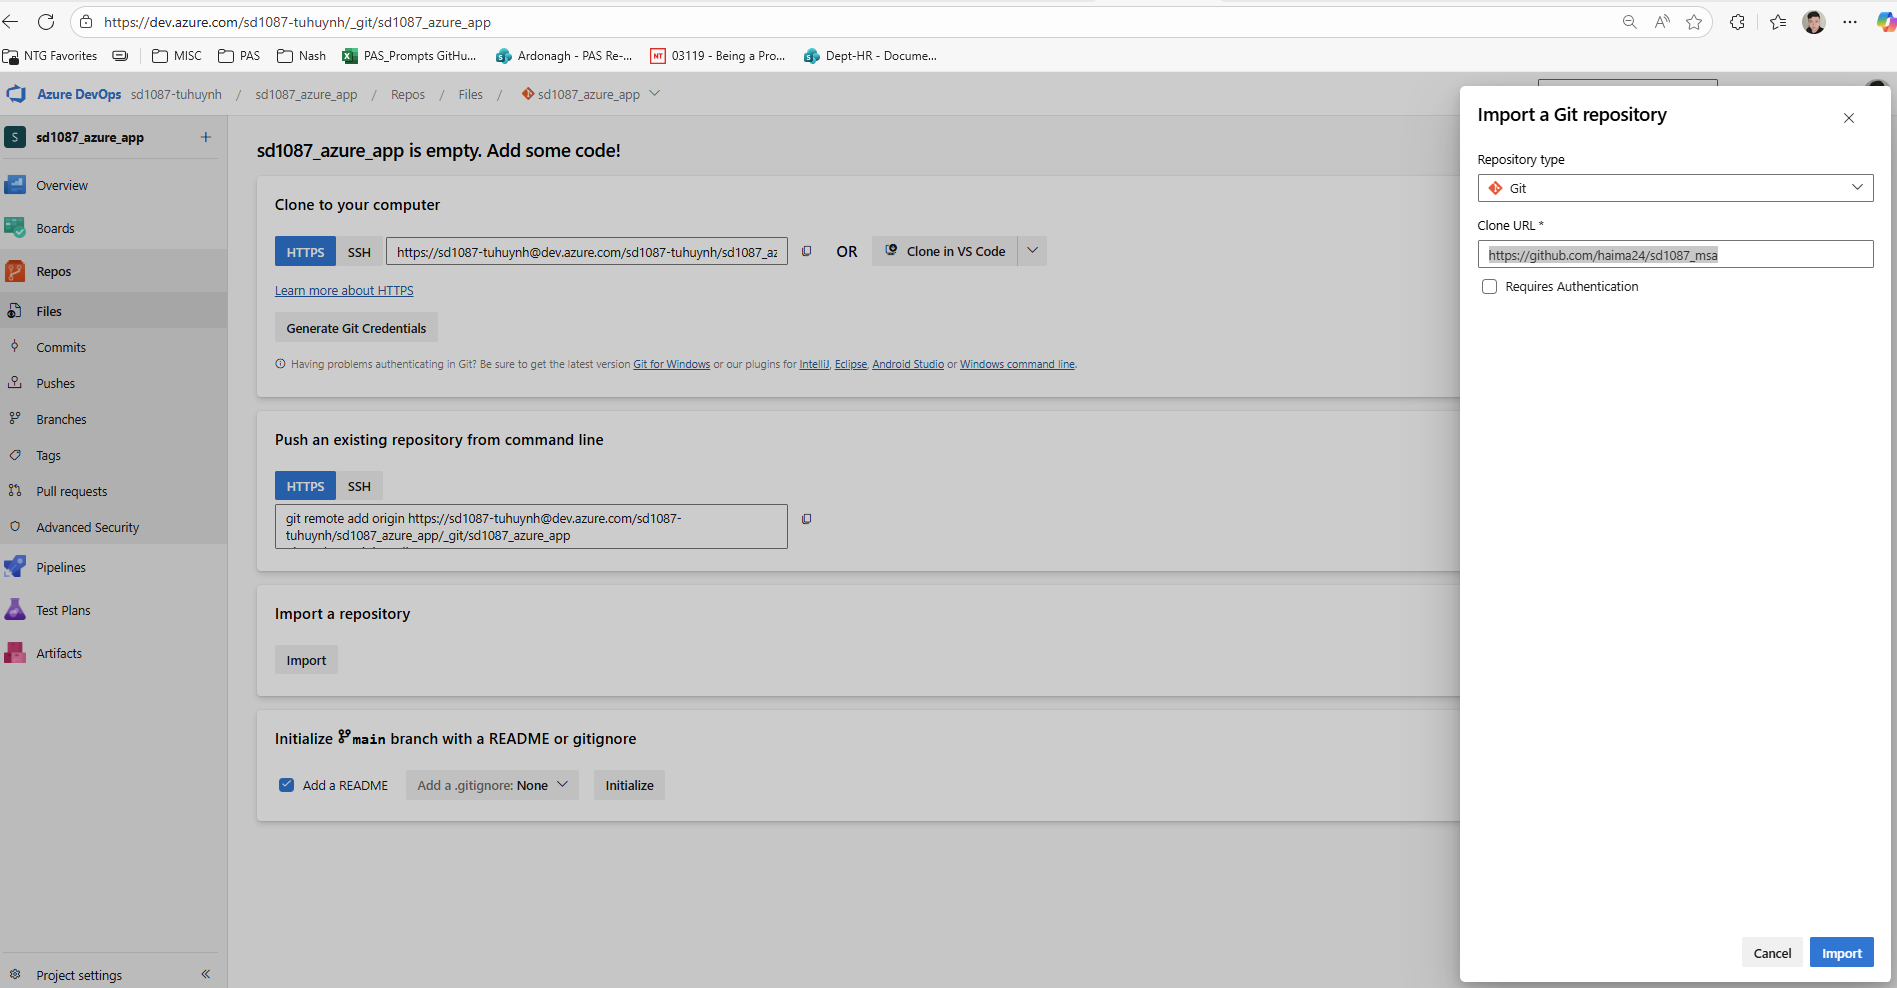 https://dev.azure.com/sd1087-tuhuynh/_git/sd1087_azure_app
NTG Favorites
MISC
PAS
Nash
PAS_Prompts GitHu...
Ardonagh - PAS Re-...
NT
03119 - Being a Pro...
Dept-HR - Docume...
Azure DevOps
sd1087-tuhuynh
/
sd1087_azure_app
/
Repos
/
Files
/
sd1087_azure_app
S
sd1087_azure_app
+
Overview
Boards
Repos
Files
Commits
Pushes
Branches
Tags
Pull requests
Advanced Security
Pipelines
Test Plans
Artifacts
Project settings
sd1087_azure_app is empty. Add some code!
Clone to your computer
HTTPS
SSH
https://sd1087-tuhuynh@dev.azure.com/sd1087-tuhuynh/sd1087_az
OR
Clone in VS Code
Learn more about HTTPS
Generate Git Credentials
Having problems authenticating in Git? Be sure to get the latest version Git for Windows or our plugins for IntelliJ, Eclipse, Android Studio or Windows command line.
Push an existing repository from command line
HTTPS
SSH
git remote add origin https://sd1087-tuhuynh@dev.azure.com/sd1087-
tuhuynh/sd1087_azure_app/_git/sd1087_azure_app
Import a repository
Import
Initialize main branch with a README or gitignore
Add a README
Add a .gitignore: None
Initialize
Import a Git repository
Repository type
Git
Clone URL *
https://github.com/haima24/sd1087_msa
Requires Authentication
Cancel
Import